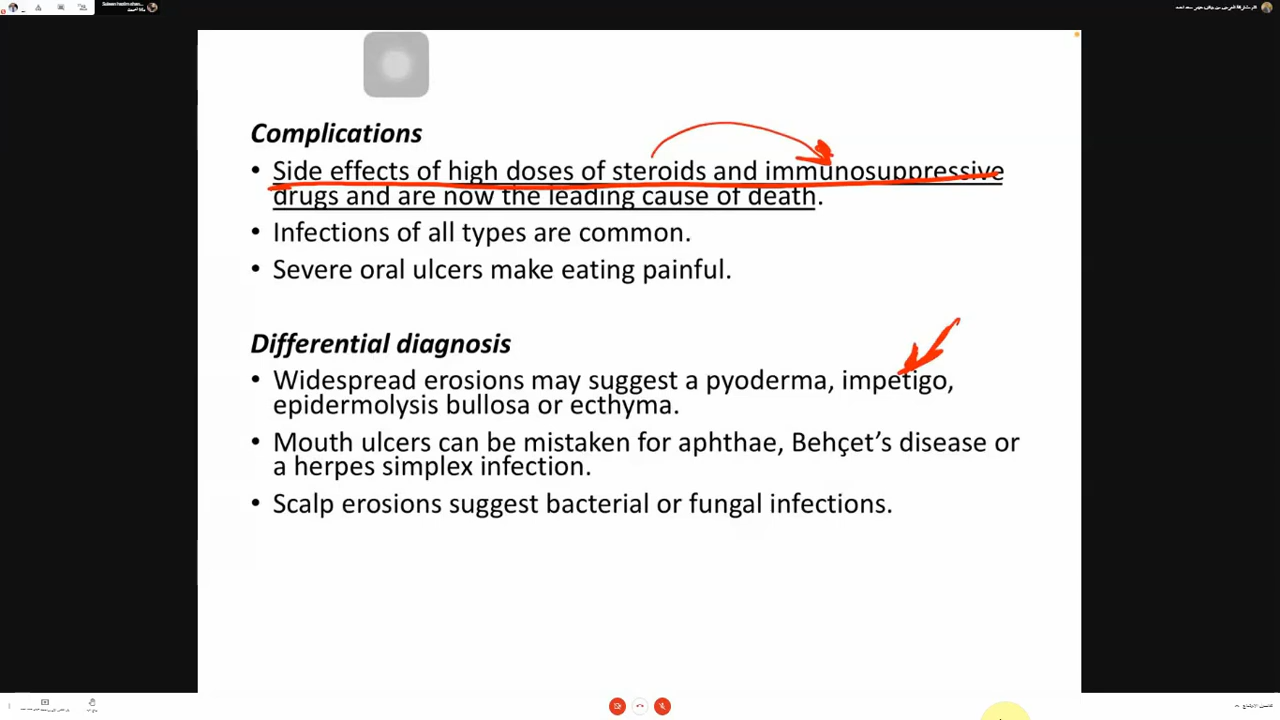 Complications
• Side effects of high doses of steroids and immunosuppressive
drugs and are now the leading cause of death.
• Infections of all types are common.
• Severe oral ulcers make eating painful.
Differential diagnosis
• Widespread erosions may suggest a pyoderma, impetigo,
epidermolysis bullosa or ecthyma.
• Mouth ulcers can be mistaken for aphthae, Behçet’s disease or
a herpes simplex infection.
• Scalp erosions suggest bacterial or fungal infections.